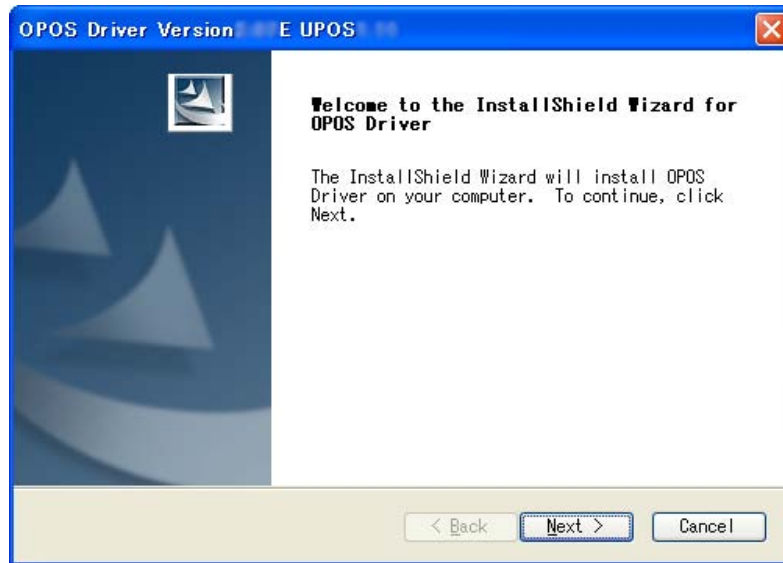 OPOS Driver Version E UPOS
Welcome to the InstallShield Wizard for
OPOS Driver
The InstallShield Wizard will install OPOS
Driver on your computer. To continue, click
Next.
< Back
Next >
Cancel